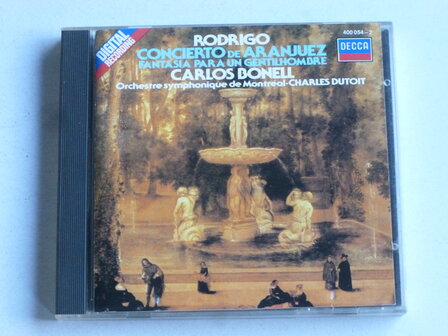 DIGITAL
RECORDING
400 054-2
DECCA
RODRIGO
CONCIERTO DE ARANJUEZ
FANTASIA PARA UN GENTILHOMBRE
CARLOS BONELL
Orchestre symphonique de Montréal-CHARLES DUTOIT